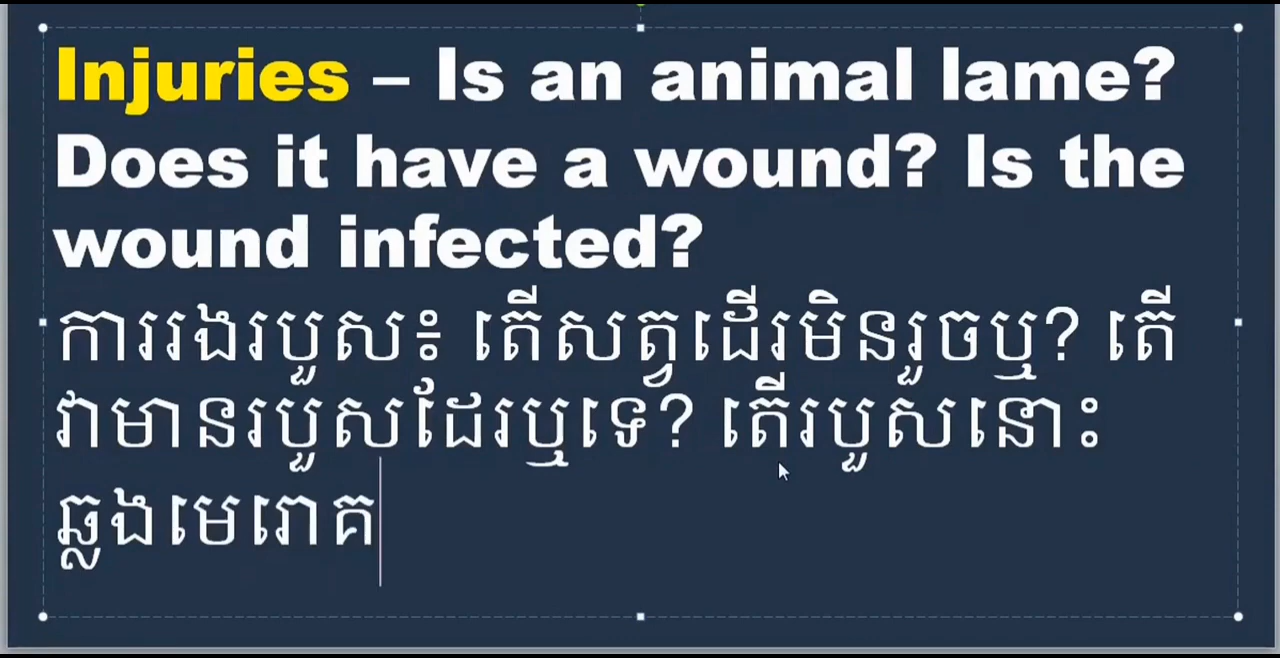 Injuries – Is an animal lame?
Does it have a wound? Is the
wound infected?
ការរងរបួស៖ តើសត្វដើរមិនរួចឬ? តើ
វាមានរបួសដែរឬទេ? តើរបួសនោះ
ឆ្លងមេរោគ